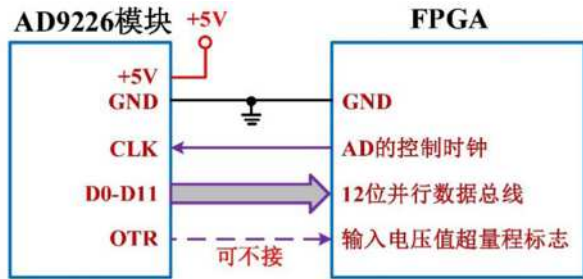 AD9226模块 +5V FPGA
+5V
GND GND
CLK AD的控制时钟
D0-D11 12位并行数据总线
OTR 输入电压值超量程标志
可不接